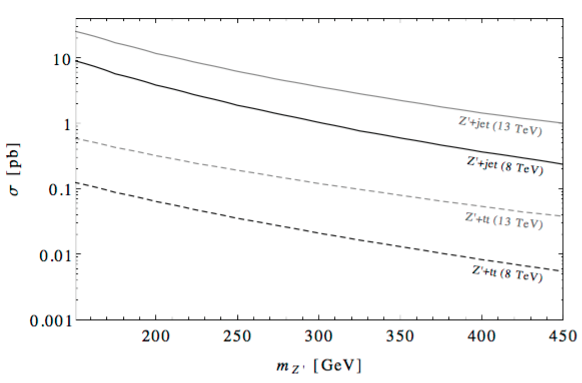 10
1
0.1
0.01
0.001
σ [pb]
Z'+jet (13 TeV)
Z'+jet (8 TeV)
Z'+tt (13 TeV)
Z'+tt (8 TeV)
200 250 300 350 400 450
m Z' [GeV]